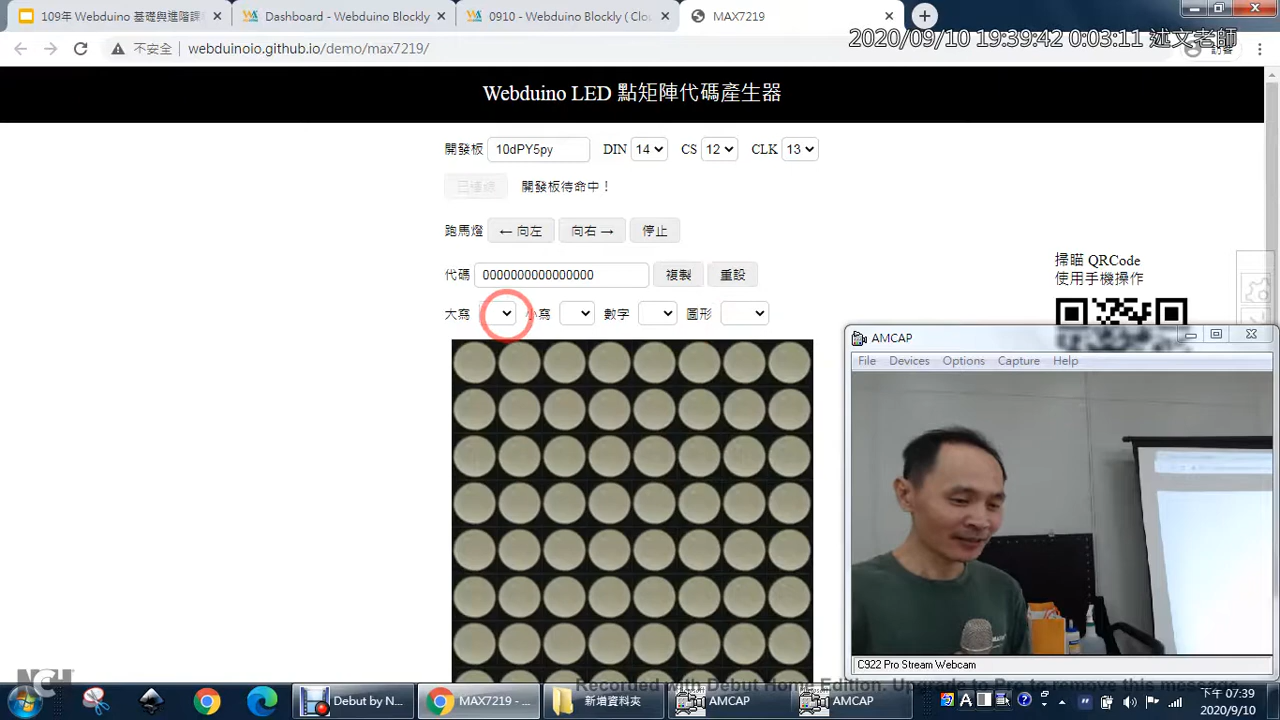 109年 Webduino 基礎與進階課
Dashboard - Webduino Blockly
0910 - Webduino Blockly ( Clou
MAX7219
2020/09/10 19:39:42 0:03:11 述文老師
不安全
webduinoio.github.io/demo/max7219/
Webduino LED 點矩陣代碼產生器
開發板 10dPY5py DIN 14 CS 12 CLK 13
已連線 開發板待命中！
跑馬燈 ← 向左 向右 → 停止
代碼 0000000000000000 複製 重設
大寫 小寫 數字 圖形
掃瞄 QRCode
使用手機操作
AMCAP
File Devices Options Capture Help
C922 Pro Stream Webcam
NCH
Recorded with Debut Home Edition. Upgrade to Pro to remove this message
Debut by N...
MAX7219 - ...
新增資料夾
AMCAP
AMCAP
下午 07:39
2020/9/10